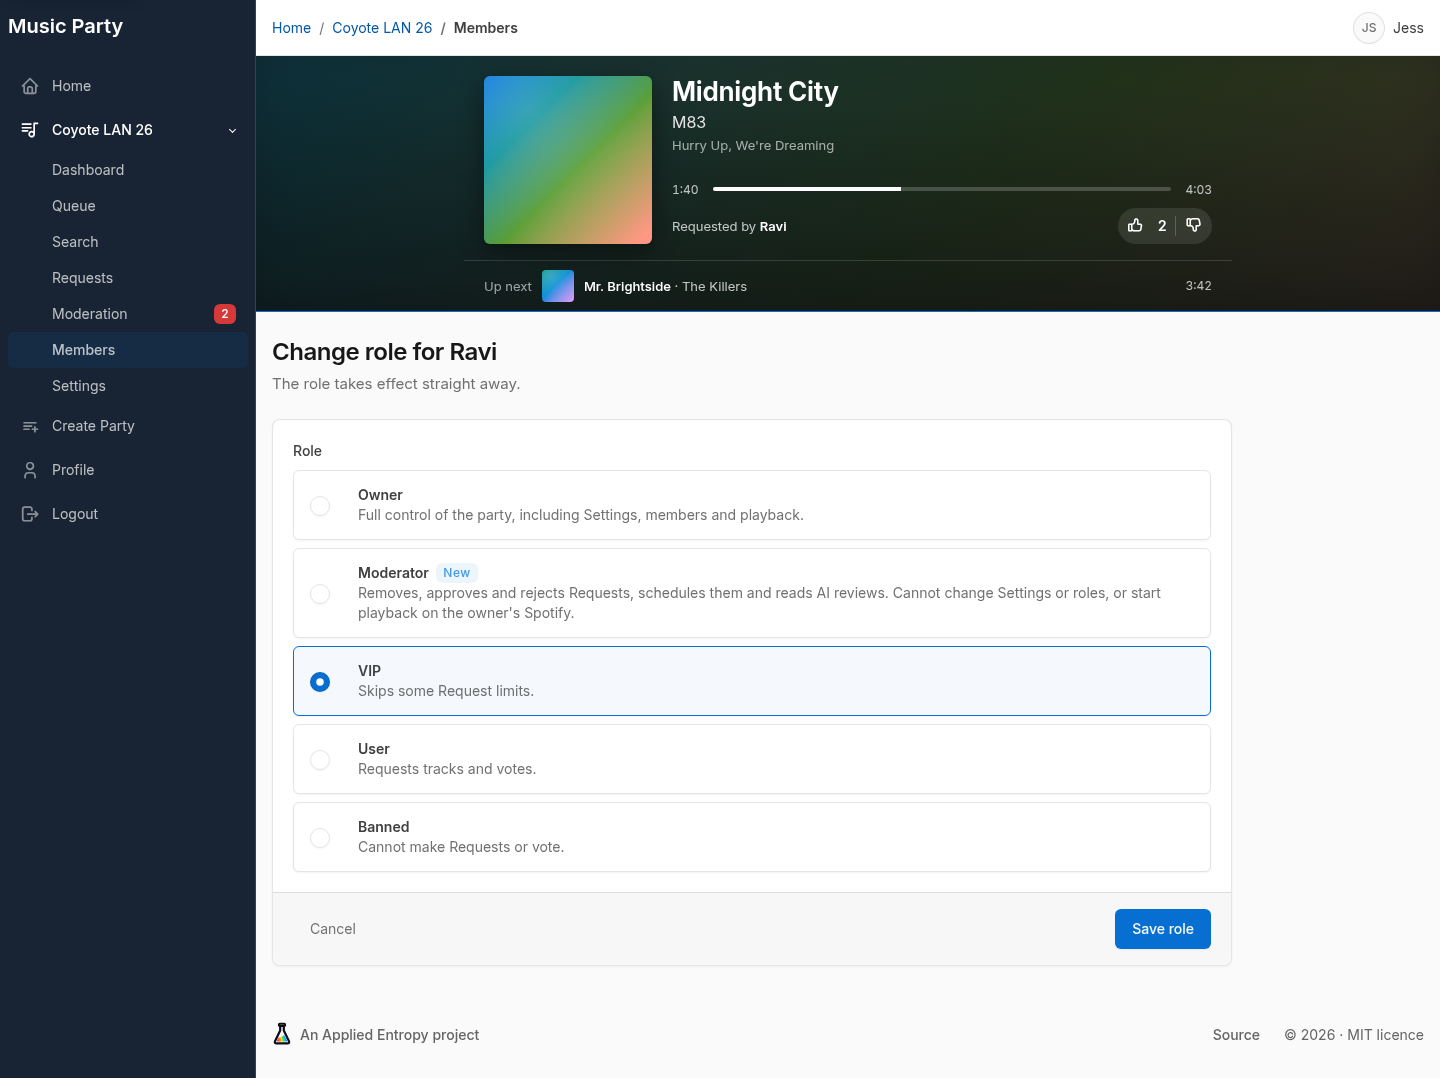 Music Party
Home / Coyote LAN 26 / Members
JS Jess
Home
Coyote LAN 26
Dashboard
Queue
Search
Requests
Moderation 2
Members
Settings
Create Party
Profile
Logout
Midnight City
M83
Hurry Up, We're Dreaming
1:40 4:03
Requested by Ravi
2
Up next Mr. Brightside · The Killers 3:42
Change role for Ravi
The role takes effect straight away.
Role
Owner
Full control of the party, including Settings, members and playback.
Moderator New
Removes, approves and rejects Requests, schedules them and reads AI reviews. Cannot change Settings or roles, or start
playback on the owner's Spotify.
VIP
Skips some Request limits.
User
Requests tracks and votes.
Banned
Cannot make Requests or vote.
Cancel Save role
An Applied Entropy project
Source © 2026 · MIT licence